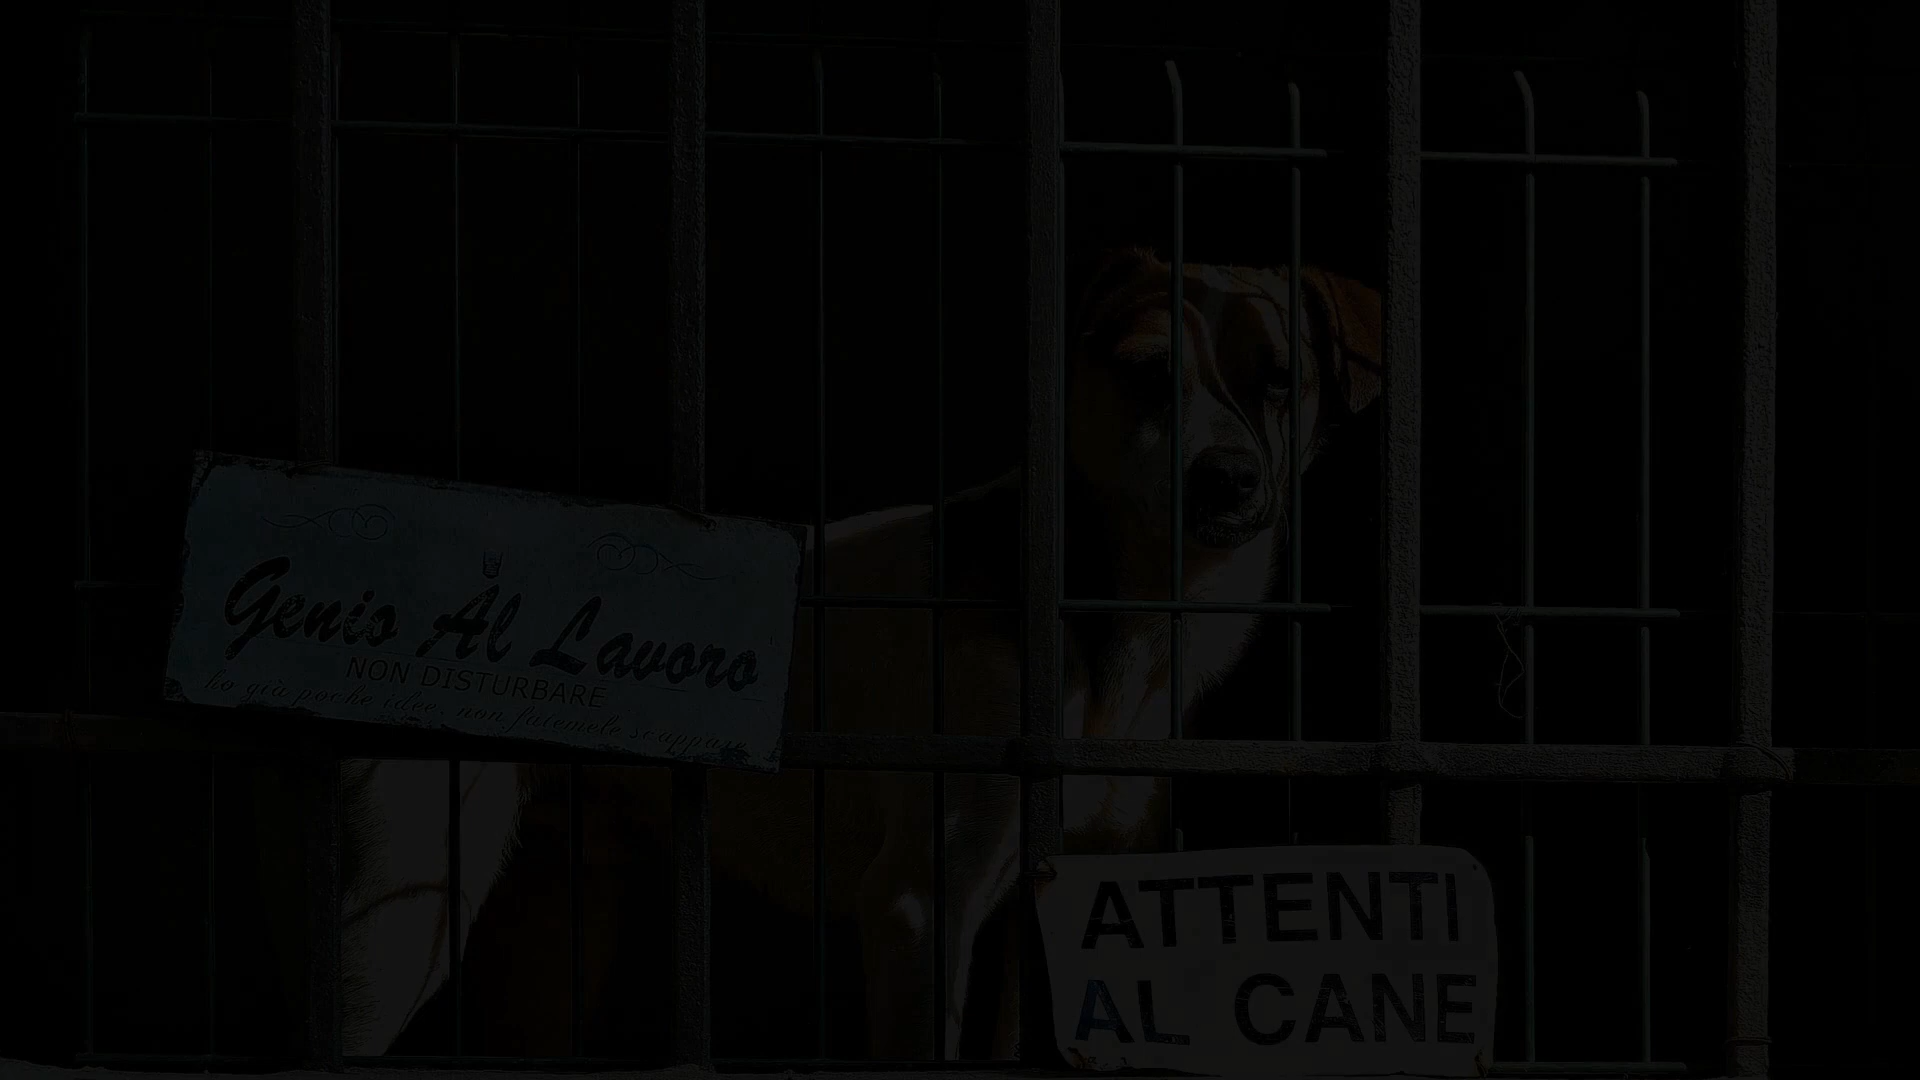 Genio Al Lavoro
NON DISTURBARE
ho già poche idee. non fatemele scappare
ATTENTI
AL CANE